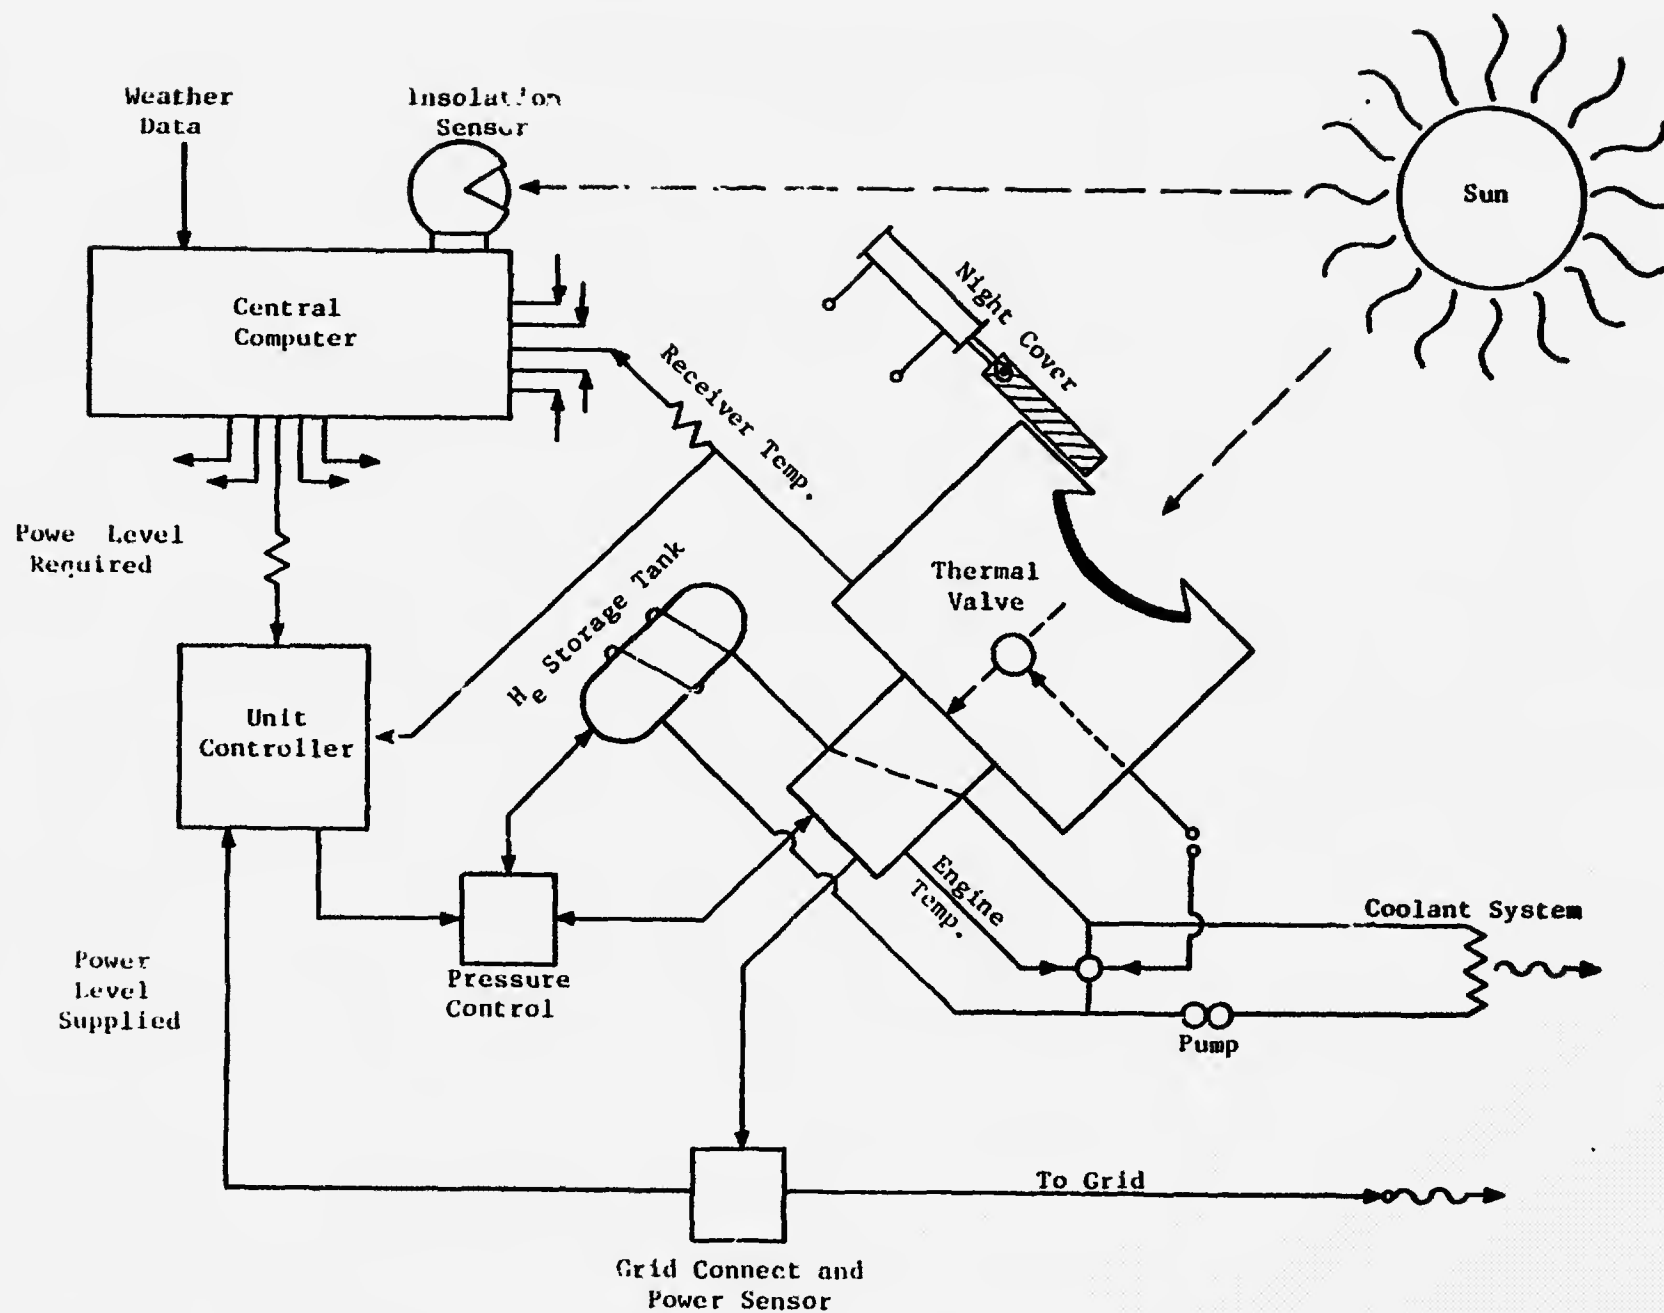 Weather
Data
Insolation
Sensor
Sun
Central
Computer
Night Cover
Receiver Temp.
Powe Level
Required
Thermal
Valve
He Storage Tank
Unit
Controller
Engine
Temp.
Coolant System
Power
Level
Supplied
Pressure
Control
Pump
To Grid
Grid Connect and
Power Sensor